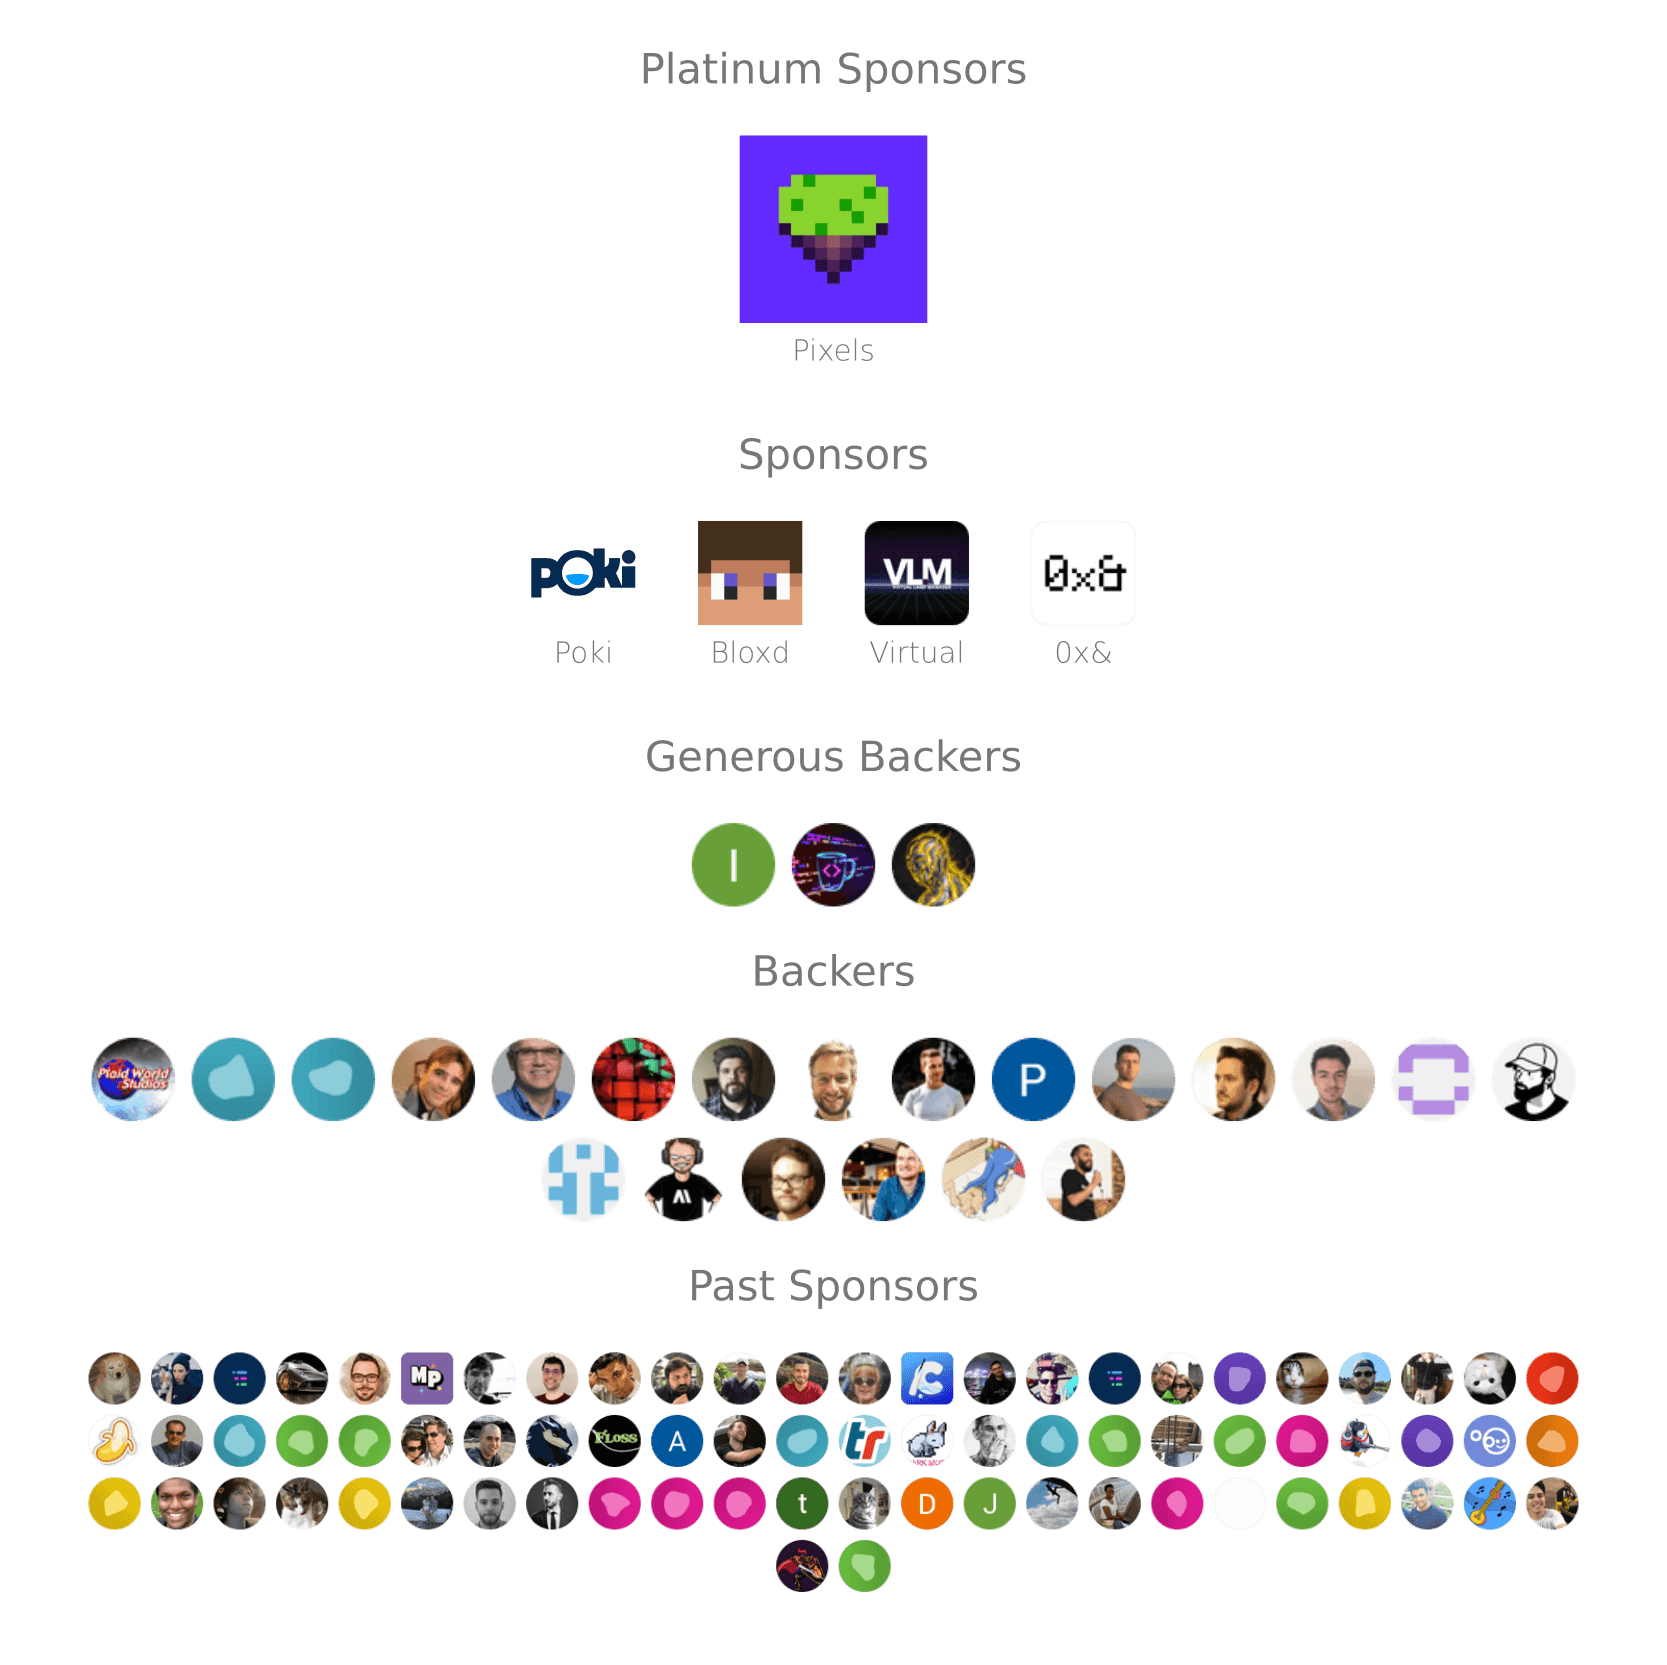 Platinum Sponsors
Pixels
Sponsors
poki
VLM
0x&
Poki
Bloxd
Virtual
0x&
Generous Backers
I
Backers
Plaid World
Studios
P
Past Sponsors
MP
C
FLOSS
A
tr
t
D
J